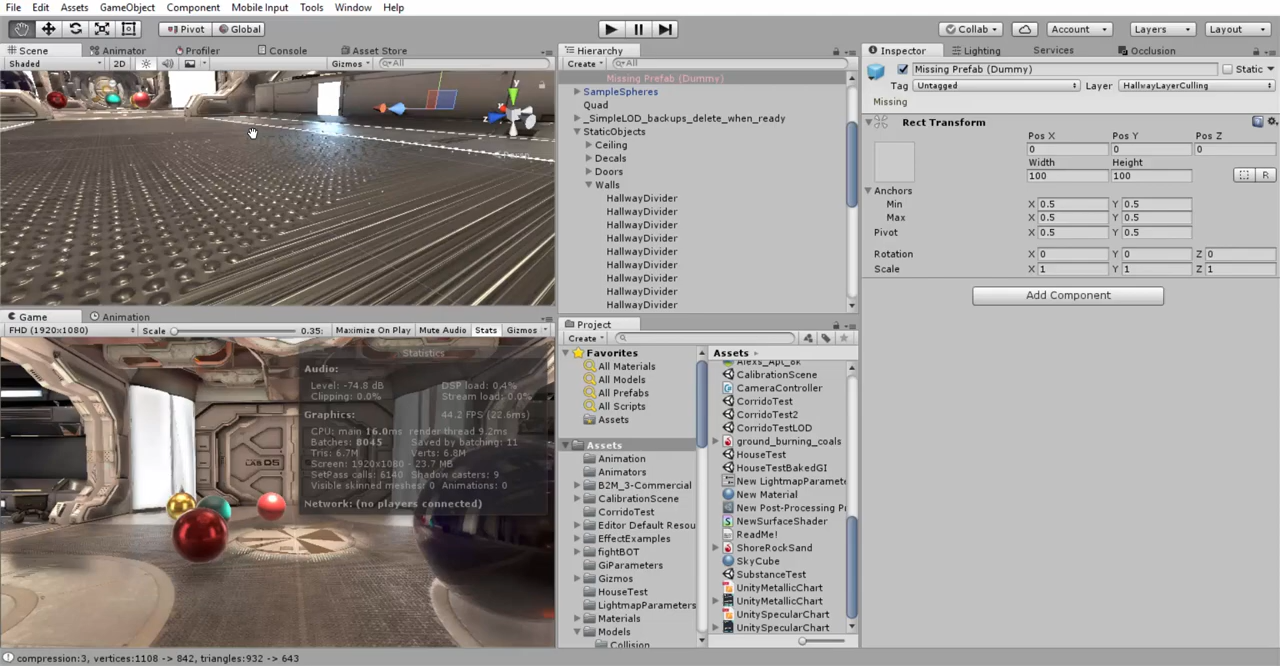 File Edit Assets GameObject Component Mobile Input Tools Window Help
Pivot Global Collab Account Layers Layout
Scene Animator Profiler Console Asset Store
Shaded 2D Gizmos All
Persp
Game Animation
FHD (1920x1080) Scale 0.35: Maximize On Play Mute Audio Stats Gizmos
Statistics
Audio:
Level: -74.8 dB DSP load: 0.4%
Clipping: 0.0% Stream load: 0.0%
Graphics: 44.2 FPS (22.6ms)
CPU: main 16.0ms render thread 9.2ms
Batches: 8045 Saved by batching: 11
Tris: 6.7M Verts: 6.8M
Screen: 1920x1080 - 23.7 MB
SetPass calls: 6140 Shadow casters: 9
Visible skinned meshes: 0 Animations: 0
Network: (no players connected)
Hierarchy
Create All
Missing Prefab (Dummy)
SampleSpheres
Quad
_SimpleLOD_backups_delete_when_ready
StaticObjects
Ceiling
Decals
Doors
Walls
HallwayDivider
HallwayDivider
HallwayDivider
HallwayDivider
HallwayDivider
HallwayDivider
HallwayDivider
HallwayDivider
HallwayDivider
Project
Create
Favorites
All Materials
All Models
All Prefabs
All Scripts
Assets
Assets
Animation
Animators
B2M_3-Commercial
CalibrationScene
CorridoTest
Editor Default Resou
EffectExamples
fightBOT
GiParameters
Gizmos
HouseTest
LightmapParameters
Materials
Models
Collision
Assets
Alexs_Apt_8k
CalibrationScene
CameraController
CorridoTest
CorridoTest2
CorridoTestLOD
ground_burning_coals
HouseTest
HouseTestBakedGI
New LightmapParamete
New Material
New Post-Processing Pr
NewSurfaceShader
ReadMe!
ShoreRockSand
SkyCube
SubstanceTest
UnityMetallicChart
UnityMetallicChart
UnitySpecularChart
UnitySpecularChart
Inspector Lighting Services Occlusion
Missing Prefab (Dummy) Static
Tag Untagged Layer HallwayLayerCulling
Missing
Rect Transform
Pos X Pos Y Pos Z
0 0 0
Width Height
100 100 R
Anchors
Min X 0.5 Y 0.5
Max X 0.5 Y 0.5
Pivot X 0.5 Y 0.5
Rotation X 0 Y 0 Z 0
Scale X 1 Y 1 Z 1
Add Component
compression:3, vertices:1108 -> 842, triangles:932 -> 643